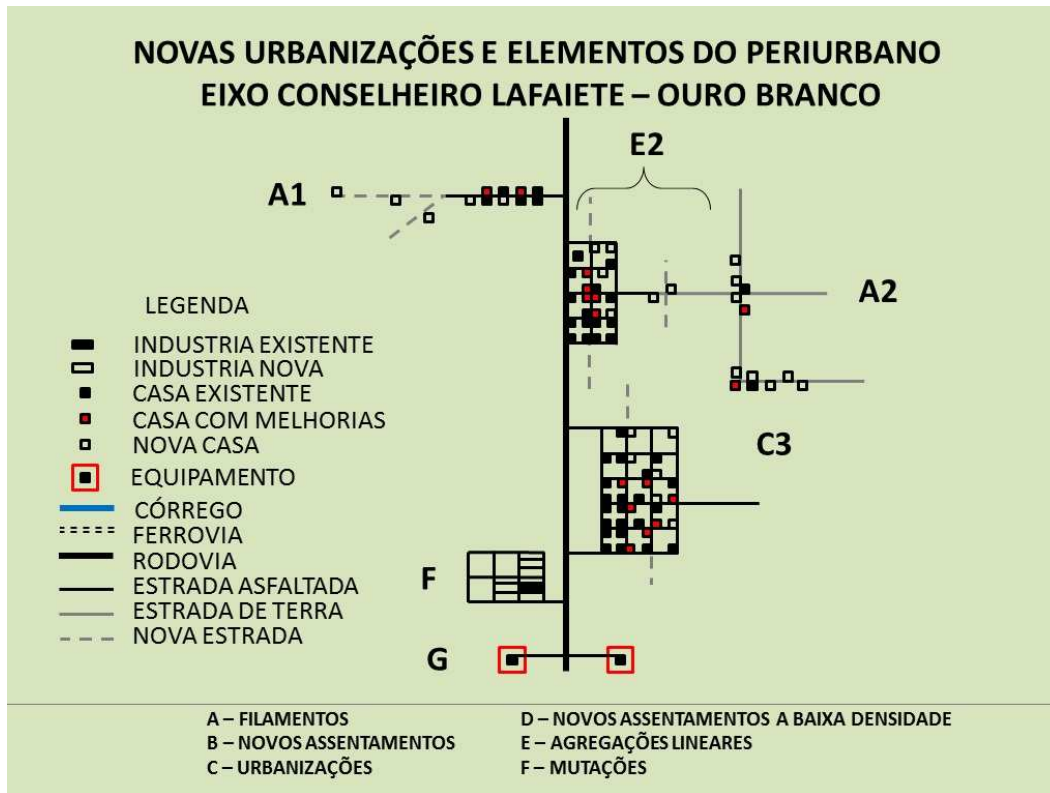 NOVAS URBANIZAÇÕES E ELEMENTOS DO PERIURBANO
EIXO CONSELHEIRO LAFAIETE – OURO BRANCO
E2
A1
A2
LEGENDA
INDUSTRIA EXISTENTE
INDUSTRIA NOVA
CASA EXISTENTE
CASA COM MELHORIAS
NOVA CASA
C3
EQUIPAMENTO
CÓRREGO
FERROVIA
RODOVIA
ESTRADA ASFALTADA
F
ESTRADA DE TERRA
NOVA ESTRADA
G
A – FILAMENTOS
B – NOVOS ASSENTAMENTOS
C – URBANIZAÇÕES
D – NOVOS ASSENTAMENTOS A BAIXA DENSIDADE
E – AGREGAÇÕES LINEARES
F – MUTAÇÕES